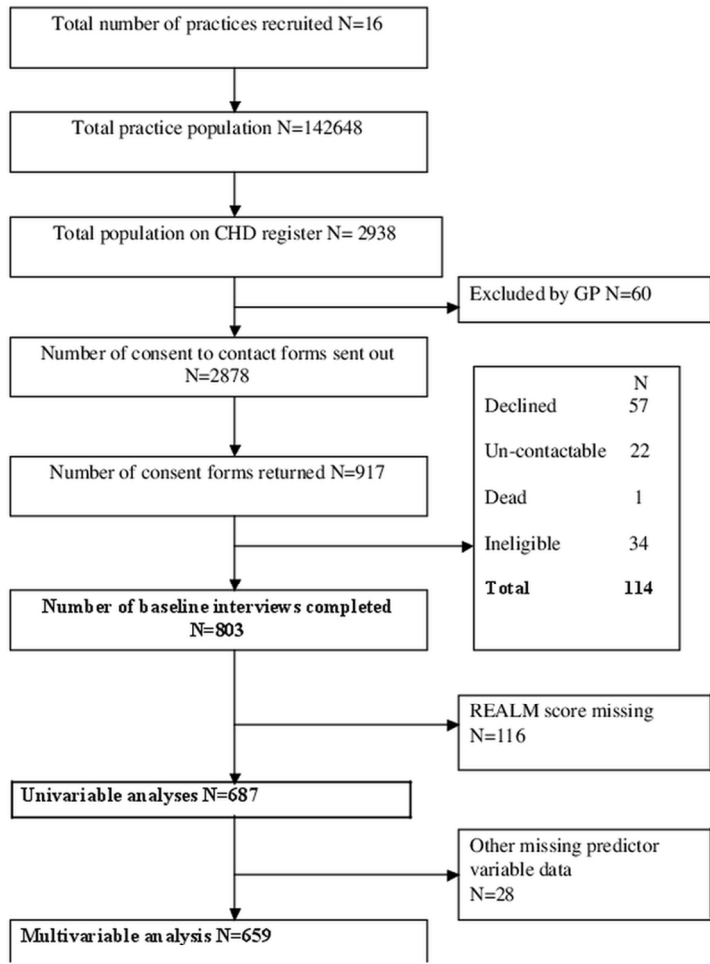 Total number of practices recruited N=16
Total practice population N=142648
Total population on CHD register N= 2938
Excluded by GP N=60
Number of consent to contact forms sent out
N=2878
N
Declined 57
Un-contactable 22
Dead 1
Ineligible 34
Total 114
Number of consent forms returned N=917
Number of baseline interviews completed
N=803
REALM score missing
N=116
Univariable analyses N=687
Other missing predictor
variable data
N=28
Multivariable analysis N=659